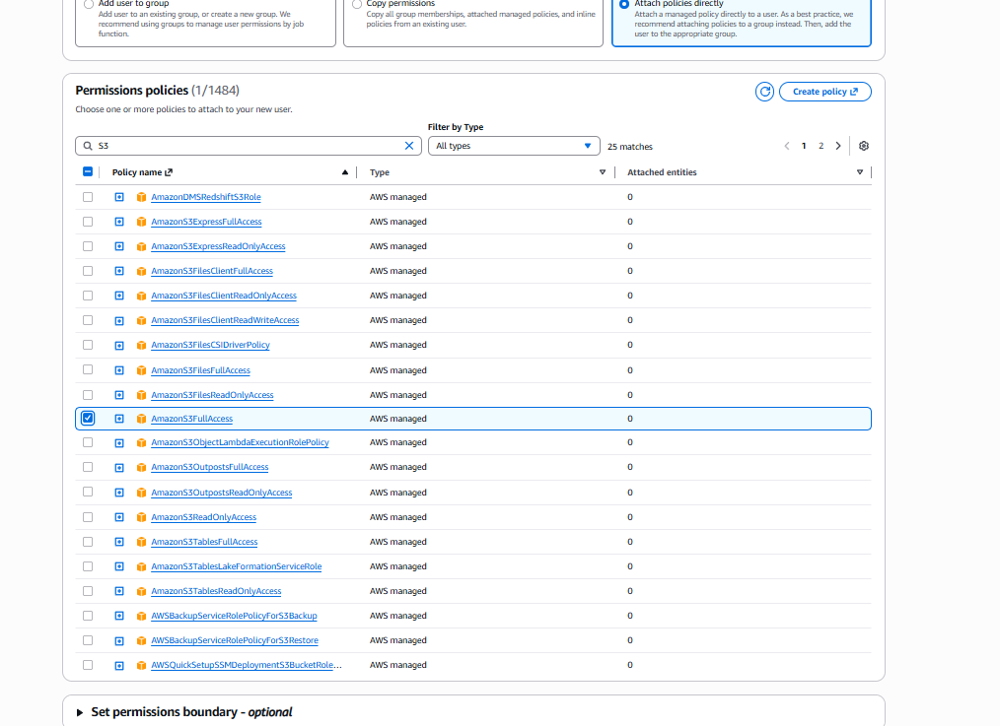 Add user to group
Add user to an existing group, or create a new group. We
recommend using groups to manage user permissions by job
function.
Copy permissions
Copy all group memberships, attached managed policies, and inline
policies from an existing user.
Attach policies directly
Attach a managed policy directly to a user. As a best practice, we
recommend attaching policies to a group instead. Then, add the
user to the appropriate group.
Permissions policies (1/1484)
Create policy
Choose one or more policies to attach to your new user.
Filter by Type
S3
All types
25 matches
1 2
Policy name Type Attached entities
AmazonDMSRedshiftS3Role AWS managed 0
AmazonS3ExpressFullAccess AWS managed 0
AmazonS3ExpressReadOnlyAccess AWS managed 0
AmazonS3FilesClientFullAccess AWS managed 0
AmazonS3FilesClientReadOnlyAccess AWS managed 0
AmazonS3FilesClientReadWriteAccess AWS managed 0
AmazonS3FilesCSIDriverPolicy AWS managed 0
AmazonS3FilesFullAccess AWS managed 0
AmazonS3FilesReadOnlyAccess AWS managed 0
AmazonS3FullAccess AWS managed 0
AmazonS3ObjectLambdaExecutionRolePolicy AWS managed 0
AmazonS3OutpostsFullAccess AWS managed 0
AmazonS3OutpostsReadOnlyAccess AWS managed 0
AmazonS3ReadOnlyAccess AWS managed 0
AmazonS3TablesFullAccess AWS managed 0
AmazonS3TablesLakeFormationServiceRole AWS managed 0
AmazonS3TablesReadOnlyAccess AWS managed 0
AWSBackupServiceRolePolicyForS3Backup AWS managed 0
AWSBackupServiceRolePolicyForS3Restore AWS managed 0
AWSQuickSetupSSMDeploymentS3BucketRole... AWS managed 0
Set permissions boundary - optional